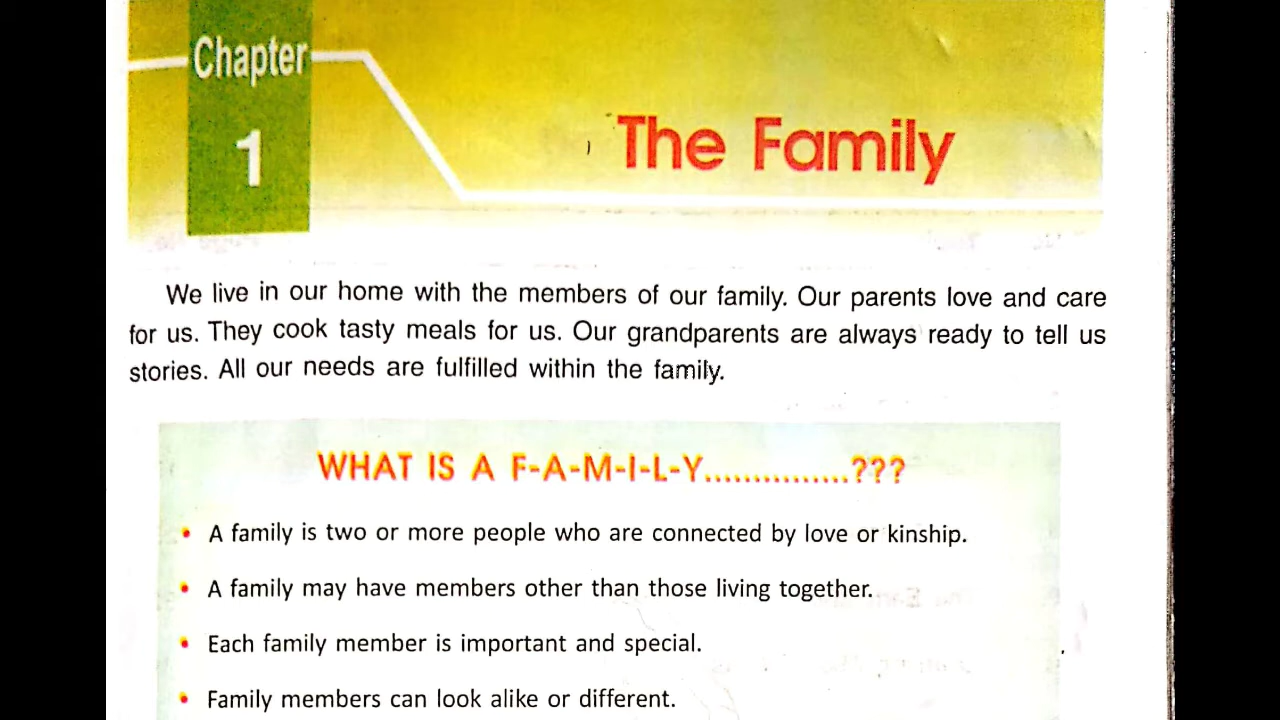 Chapter
1
The Family
We live in our home with the members of our family. Our parents love and care
for us. They cook tasty meals for us. Our grandparents are always ready to tell us
stories. All our needs are fulfilled within the family.
WHAT IS A F-A-M-I-L-Y...............???
• A family is two or more people who are connected by love or kinship.
• A family may have members other than those living together.
• Each family member is important and special.
• Family members can look alike or different.